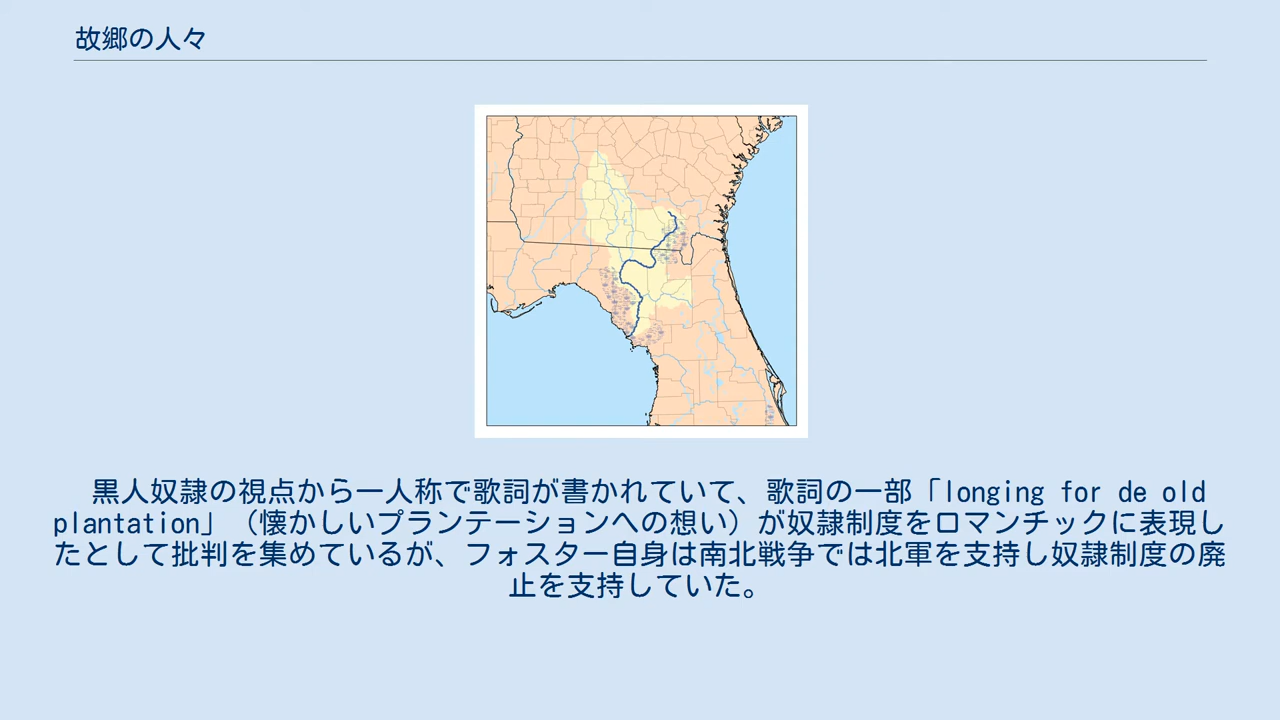 故郷の人々
黒人奴隷の視点から一人称で歌詞が書かれていて、歌詞の一部「longing for de old
plantation」（懐かしいプランテーションへの想い）が奴隷制度をロマンチックに表現し
たとして批判を集めているが、フォスター自身は南北戦争では北軍を支持し奴隷制度の廃
止を支持していた。